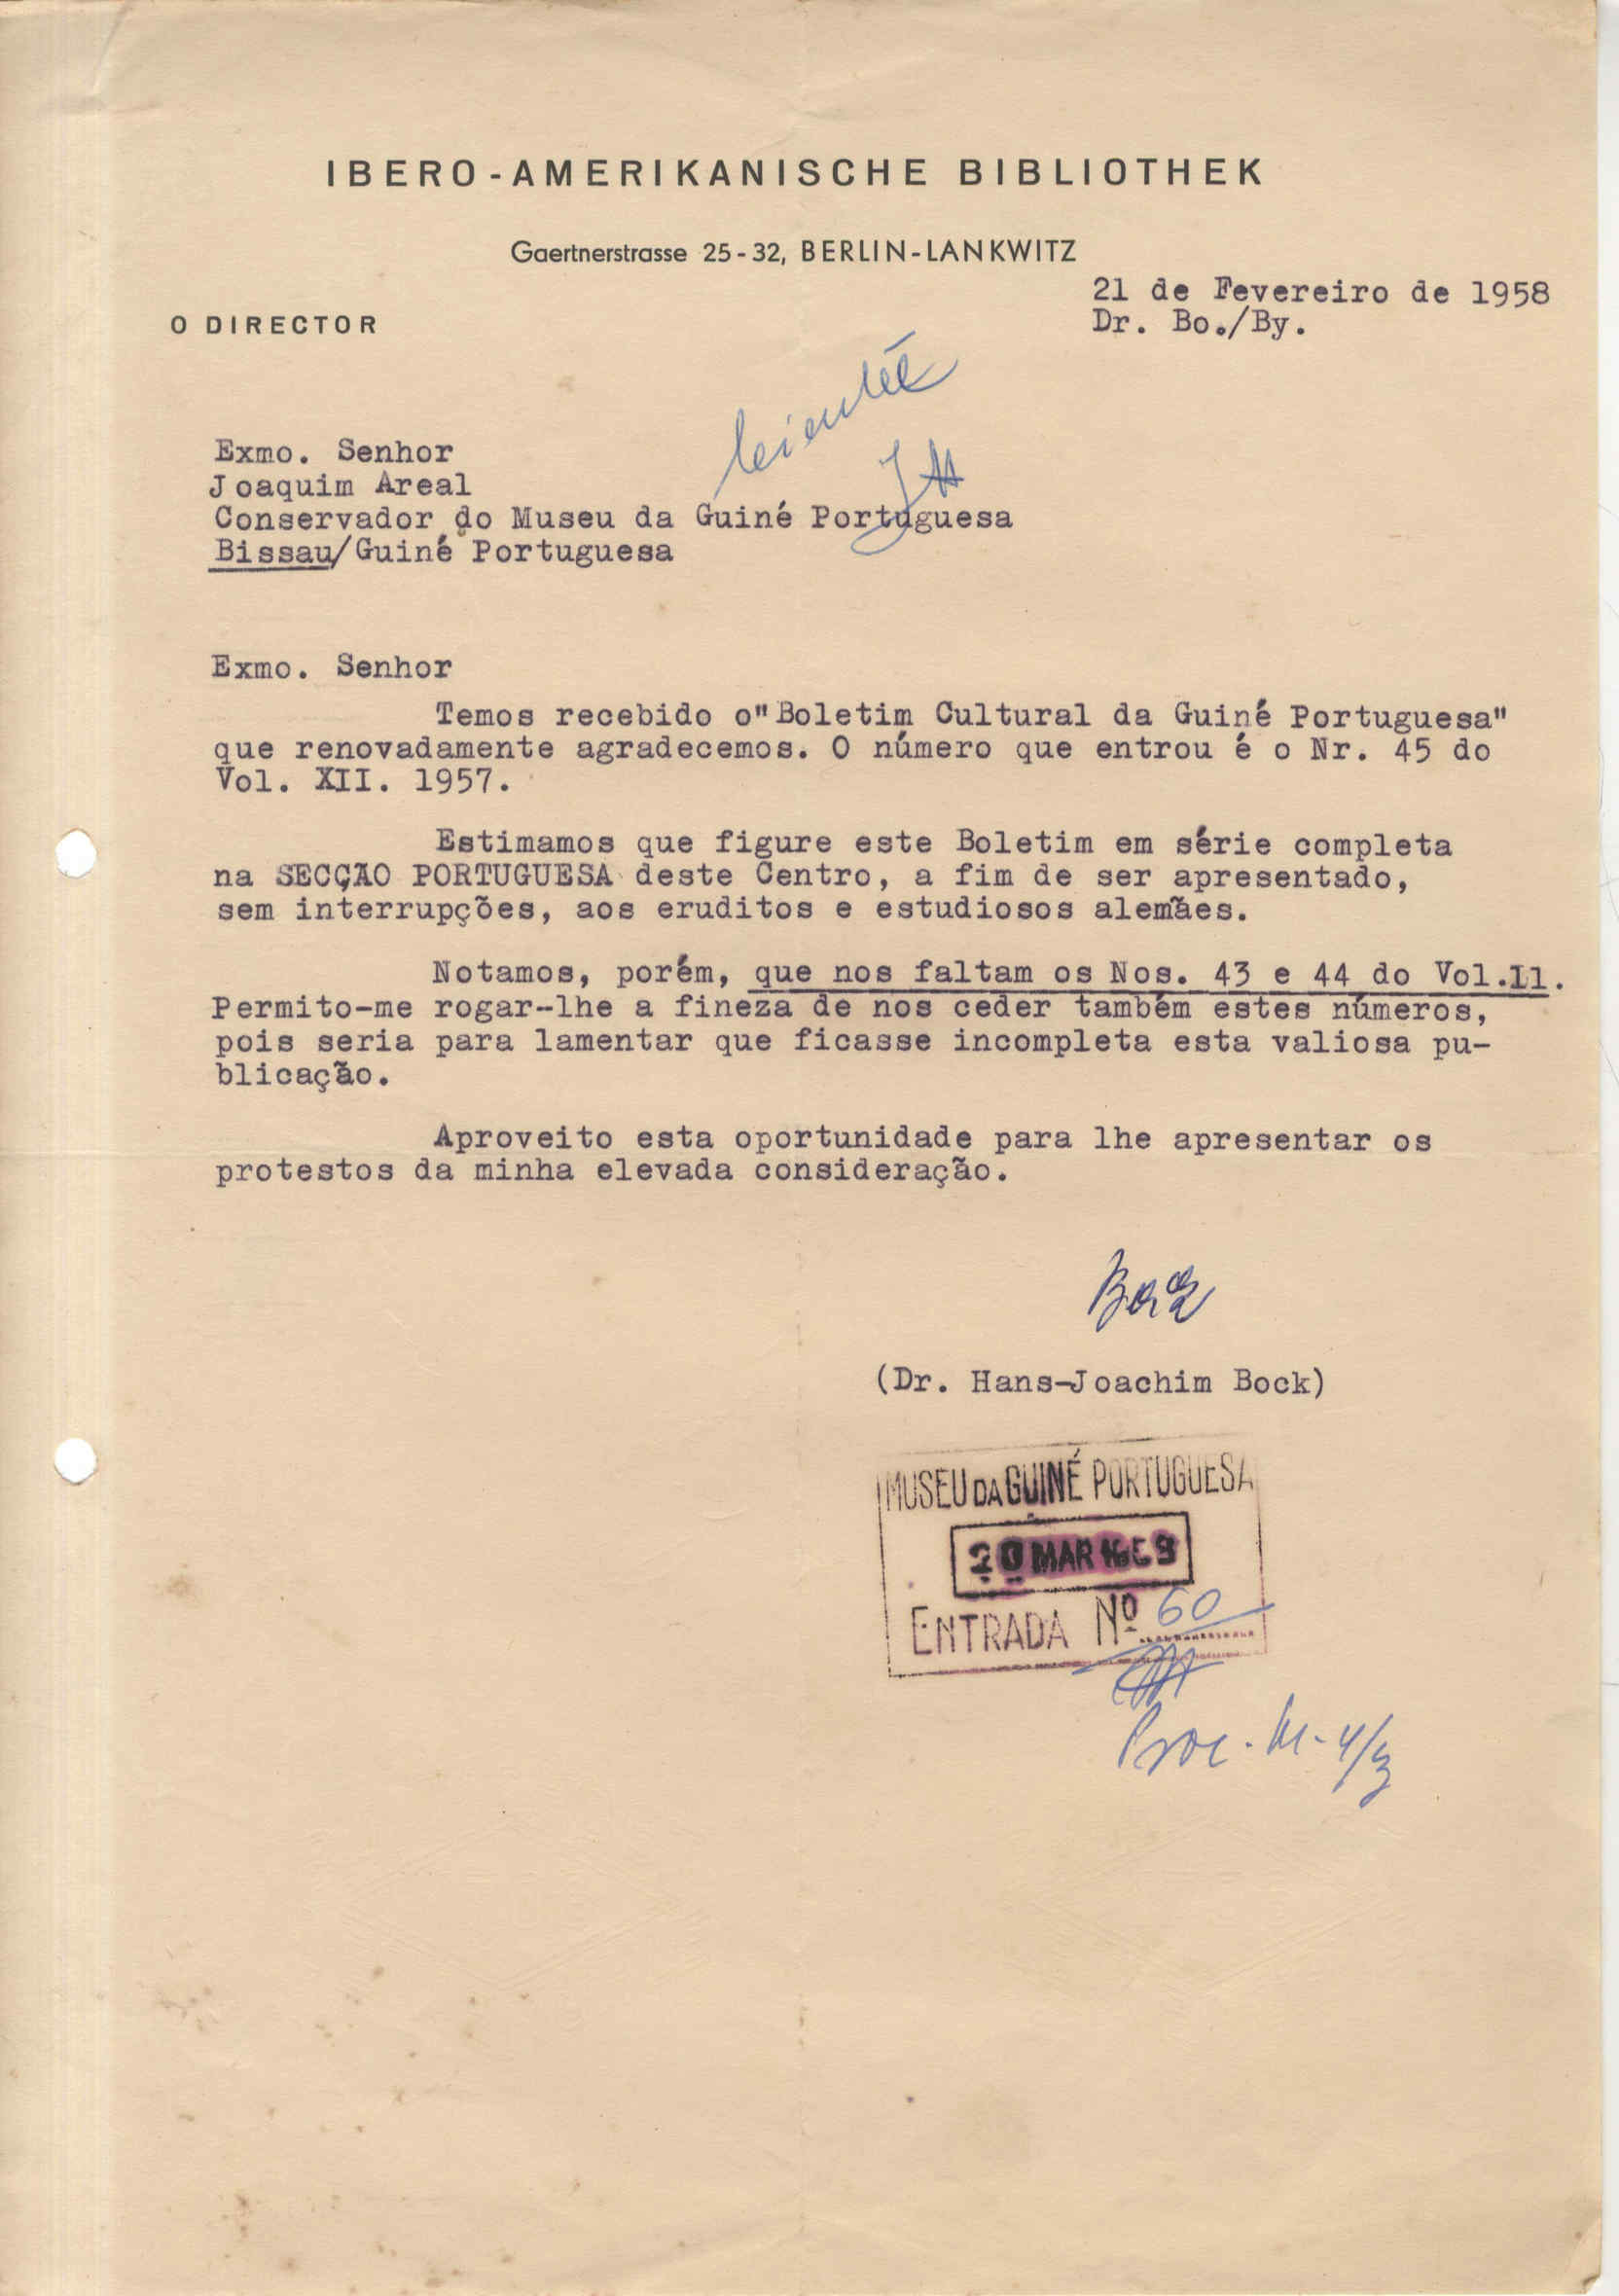 IBERO-AMERIKANISCHE BIBLIOTHEK
Gaertnerstrasse 25-32, BERLIN-LANKWITZ
21 de Fevereiro de 1958
O DIRECTOR
Dr. Bo./By.
Exmo. Senhor
Joaquim Areal
Conservador do Museu da Guiné Portuguesa
Bissau/Guiné Portuguesa
Exmo. Senhor
Temos recebido o"Boletim Cultural da Guiné Portuguesa"
que renovadamente agradecemos. O número que entrou é o Nr. 45 do
Vol. XII. 1957.
Estimamos que figure este Boletim em série completa
na SECÇÃO PORTUGUESA deste Centro, a fim de ser apresentado,
sem interrupções, aos eruditos e estudiosos alemães.
Notamos, porém, que nos faltam os Nos. 43 e 44 do Vol.11.
Permito-me rogar-lhe a fineza de nos ceder também estes números,
pois seria para lamentar que ficasse incompleta esta valiosa pu-
blicação.
Aproveito esta oportunidade para lhe apresentar os
protestos da minha elevada consideração.
Bock
(Dr. Hans-Joachim Bock)
MUSEU DA GUINÉ PORTUGUESA
20 MAR
ENTRADA Nº 60
Proc. M-4/3